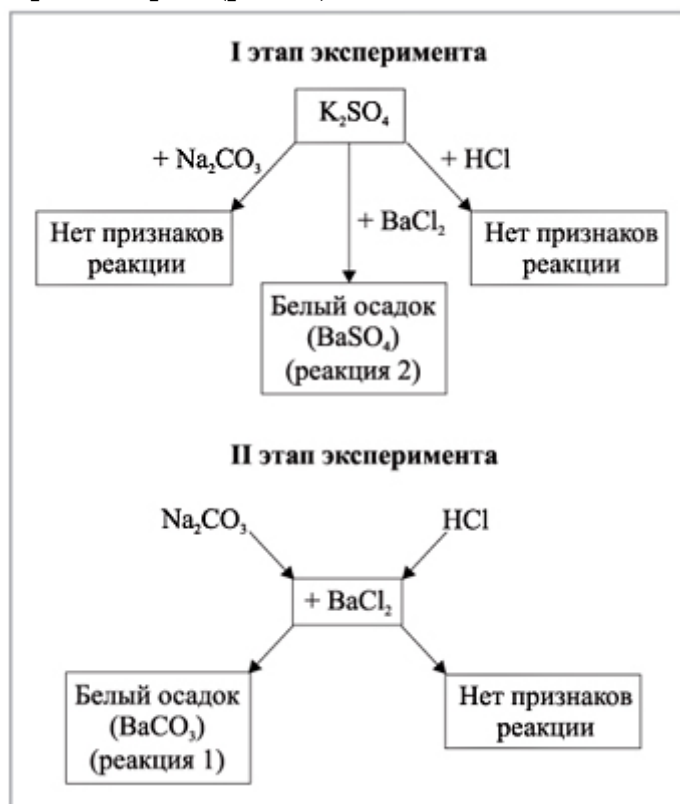 I этап эксперимента
K₂SO₄
+ Na₂CO₃
+ HCl
+ BaCl₂
Нет признаков
реакции
Нет признаков
реакции
Белый осадок
(BaSO₄)
(реакция 2)
II этап эксперимента
Na₂CO₃
HCl
+ BaCl₂
Белый осадок
(BaCO₃)
(реакция 1)
Нет признаков
реакции